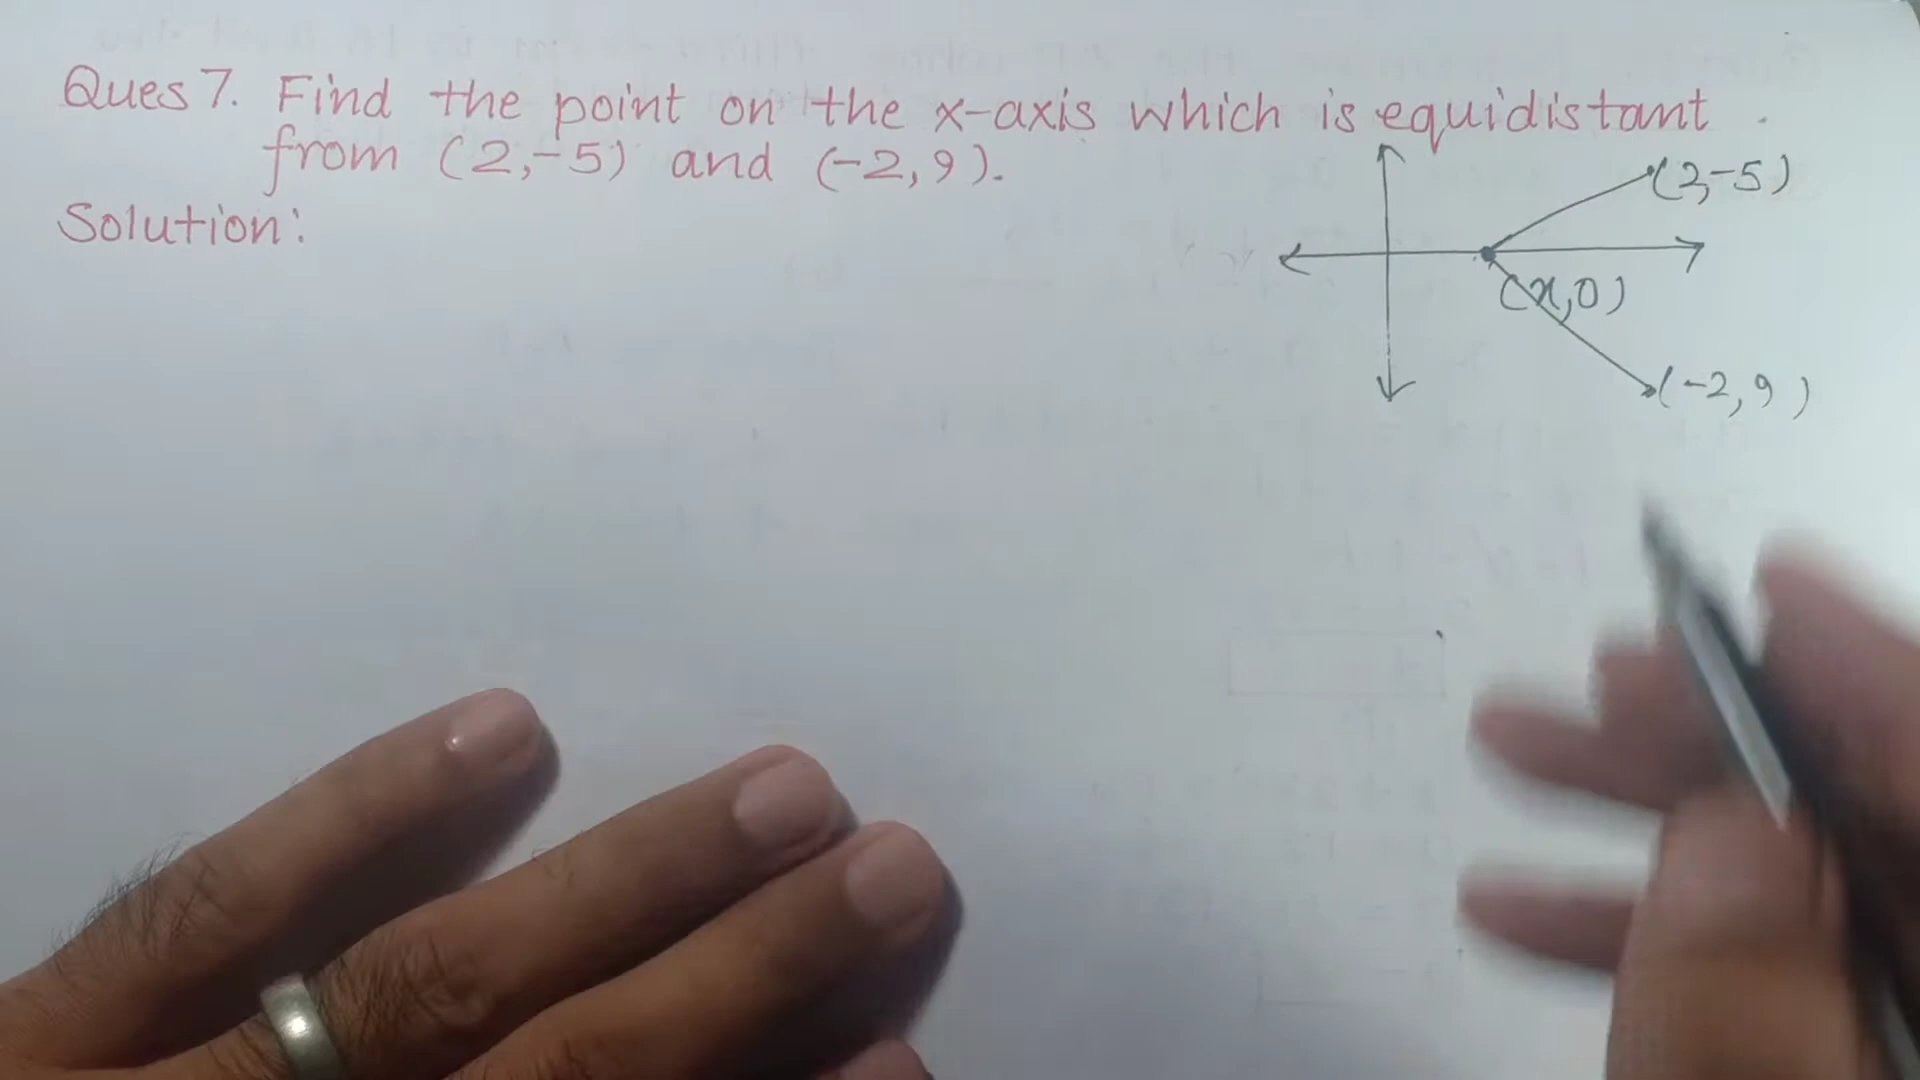 Ques 7. Find the point on the x-axis which is equidistant
from (2,-5) and (-2,9).
Solution:
(2,-5)
(x,0)
(-2,9)